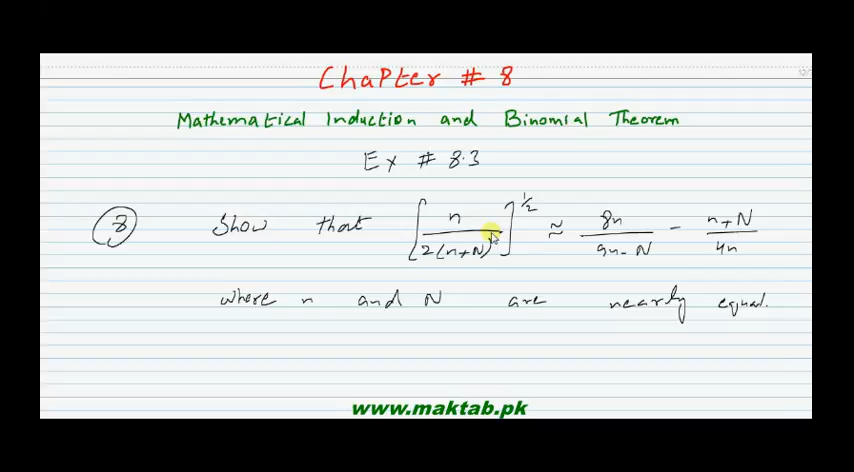 ChaPter # 8
Mathematical Induction and Binomial Theorem
Ex # 8.3
8 Show that [n / 2(n+N)]^1/2 ≈ 8n / 9n-N - n+N / 4n
where n and N are nearly equal.
www.maktab.pk